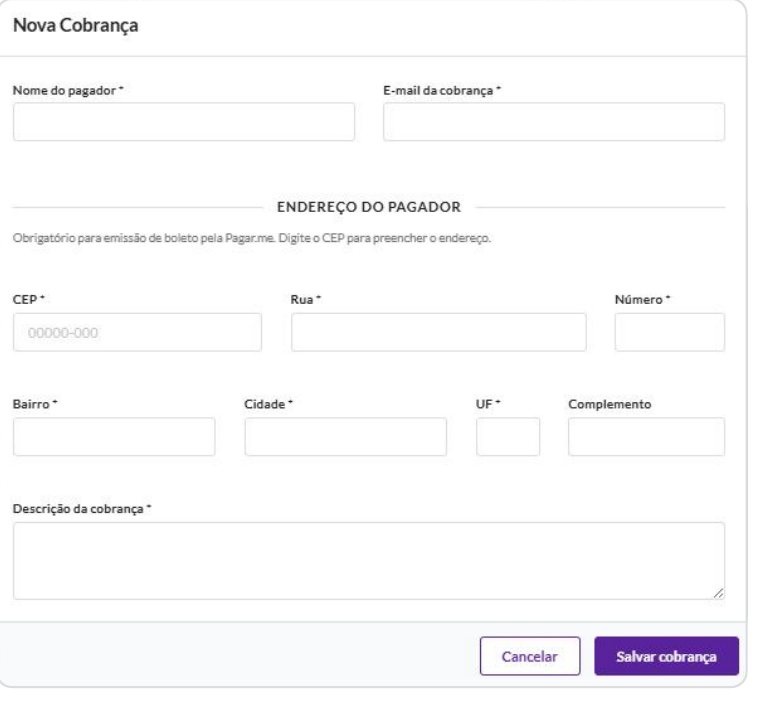 Nova Cobrança
Nome do pagador * E-mail da cobrança *
ENDEREÇO DO PAGADOR
Obrigatório para emissão de boleto pela Pagar.me. Digite o CEP para preencher o endereço.
CEP * Rua * Número *
00000-000
Bairro * Cidade * UF * Complemento
Descrição da cobrança *
Cancelar Salvar cobrança